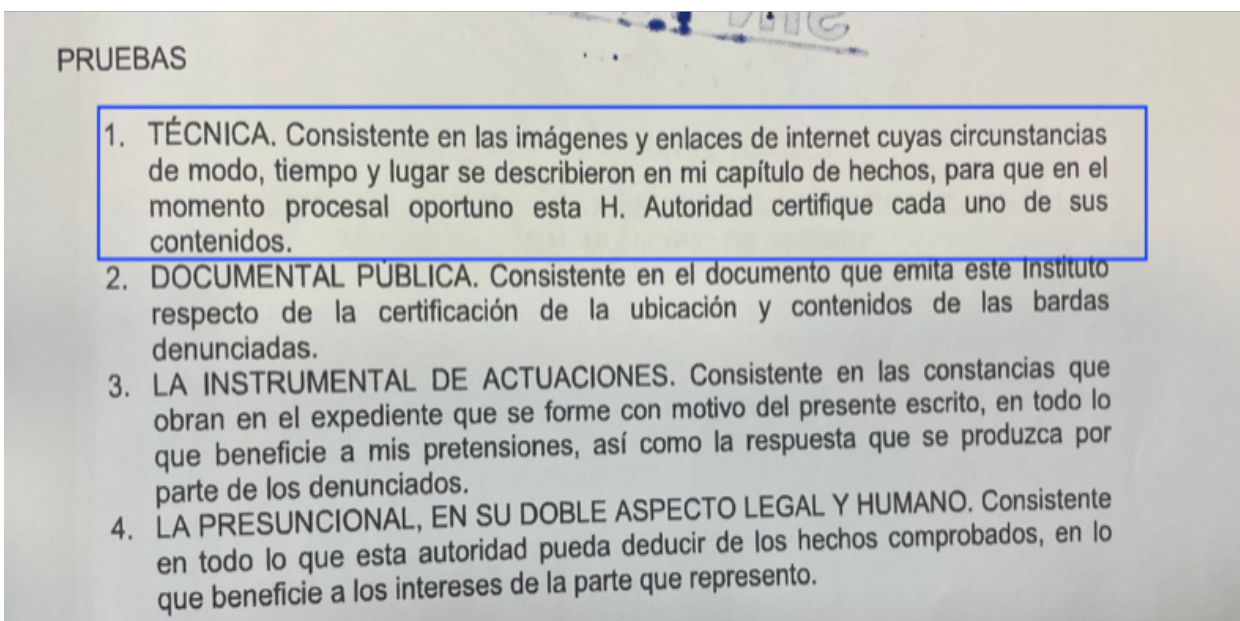 PRUEBAS
1. TÉCNICA. Consistente en las imágenes y enlaces de internet cuyas circunstancias
de modo, tiempo y lugar se describieron en mi capítulo de hechos, para que en el
momento procesal oportuno esta H. Autoridad certifique cada uno de sus
contenidos.
2. DOCUMENTAL PÚBLICA. Consistente en el documento que emita este Instituto
respecto de la certificación de la ubicación y contenidos de las bardas
denunciadas.
3. LA INSTRUMENTAL DE ACTUACIONES. Consistente en las constancias que
obran en el expediente que se forme con motivo del presente escrito, en todo lo
que beneficie a mis pretensiones, así como la respuesta que se produzca por
parte de los denunciados.
4. LA PRESUNCIONAL, EN SU DOBLE ASPECTO LEGAL Y HUMANO. Consistente
en todo lo que esta autoridad pueda deducir de los hechos comprobados, en lo
que beneficie a los intereses de la parte que represento.